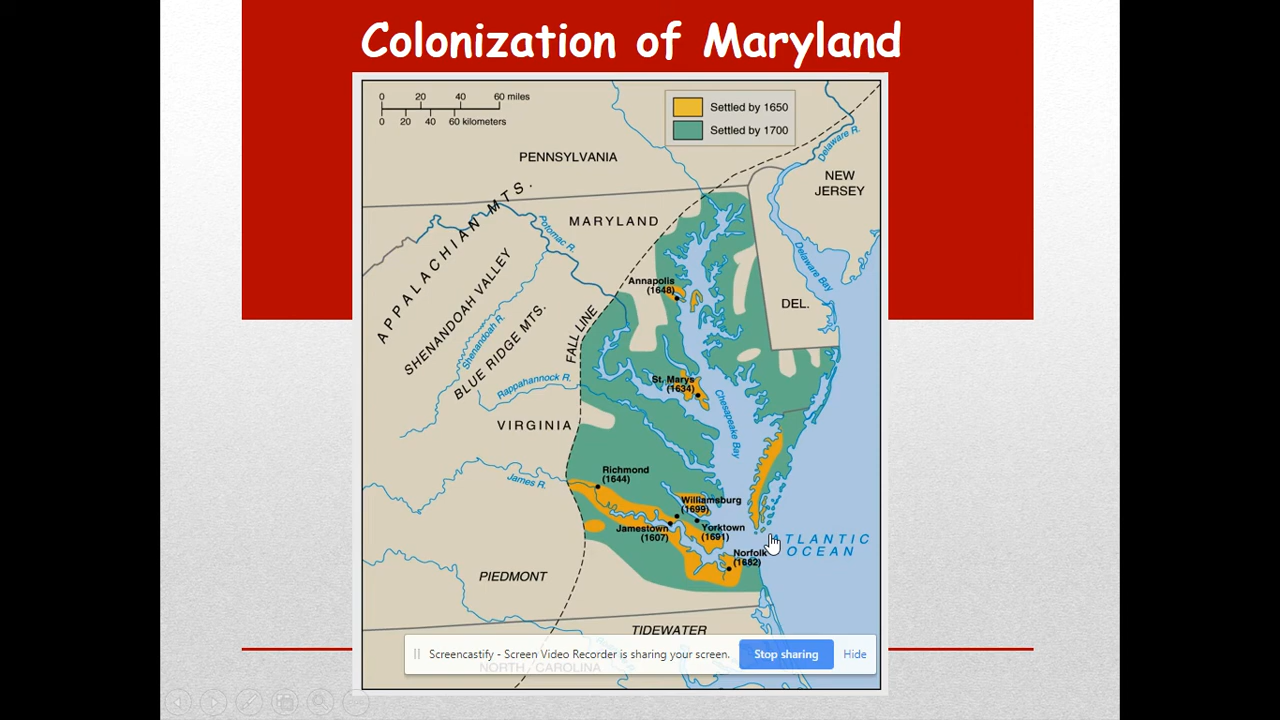 Colonization of Maryland
0 20 40 60 miles
0 20 40 60 kilometers
Settled by 1650
Settled by 1700
PENNSYLVANIA
NEW
JERSEY
Delaware R.
APPALACHIAN MTS.
MARYLAND
Potomac R.
SHENANDOAH VALLEY
Delaware Bay
Annapolis
(1648)
DEL.
Shenandoah R.
BLUE RIDGE MTS.
FALL LINE
Rappahannock R.
St. Marys
(1634)
Chesapeake Bay
VIRGINIA
Richmond
(1644)
James R.
Williamsburg
(1699)
Jamestown
(1607)
Yorktown
(1691)
ATLANTIC
OCEAN
Norfolk
(1682)
PIEDMONT
TIDEWATER
Screencastify - Screen Video Recorder is sharing your screen.
Stop sharing
Hide
NORTH CAROLINA